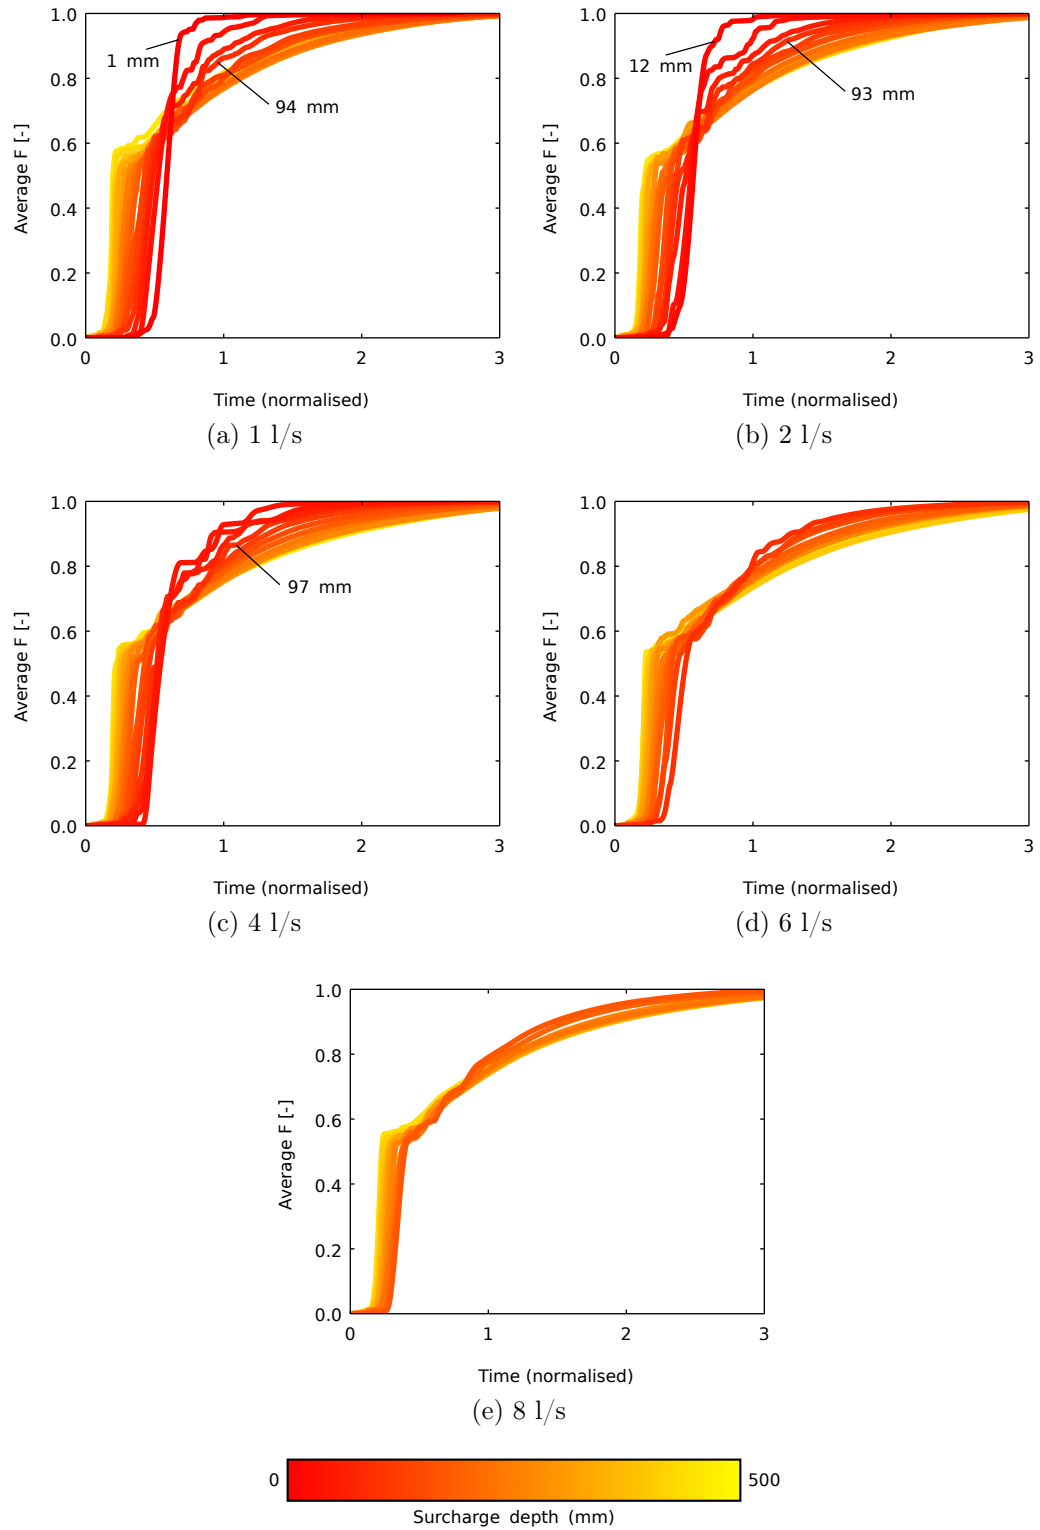 1.0
0.8
0.6
0.4
0.2
0.0
Average F [-]
1 mm
94 mm
0 1 2 3
Time (normalised)
(a) 1 l/s
1.0
0.8
0.6
0.4
0.2
0.0
Average F [-]
12 mm
93 mm
0 1 2 3
Time (normalised)
(b) 2 l/s
1.0
0.8
0.6
0.4
0.2
0.0
Average F [-]
97 mm
0 1 2 3
Time (normalised)
(c) 4 l/s
1.0
0.8
0.6
0.4
0.2
0.0
Average F [-]
0 1 2 3
Time (normalised)
(d) 6 l/s
1.0
0.8
0.6
0.4
0.2
0.0
Average F [-]
0 1 2 3
Time (normalised)
(e) 8 l/s
0 500
Surcharge depth (mm)